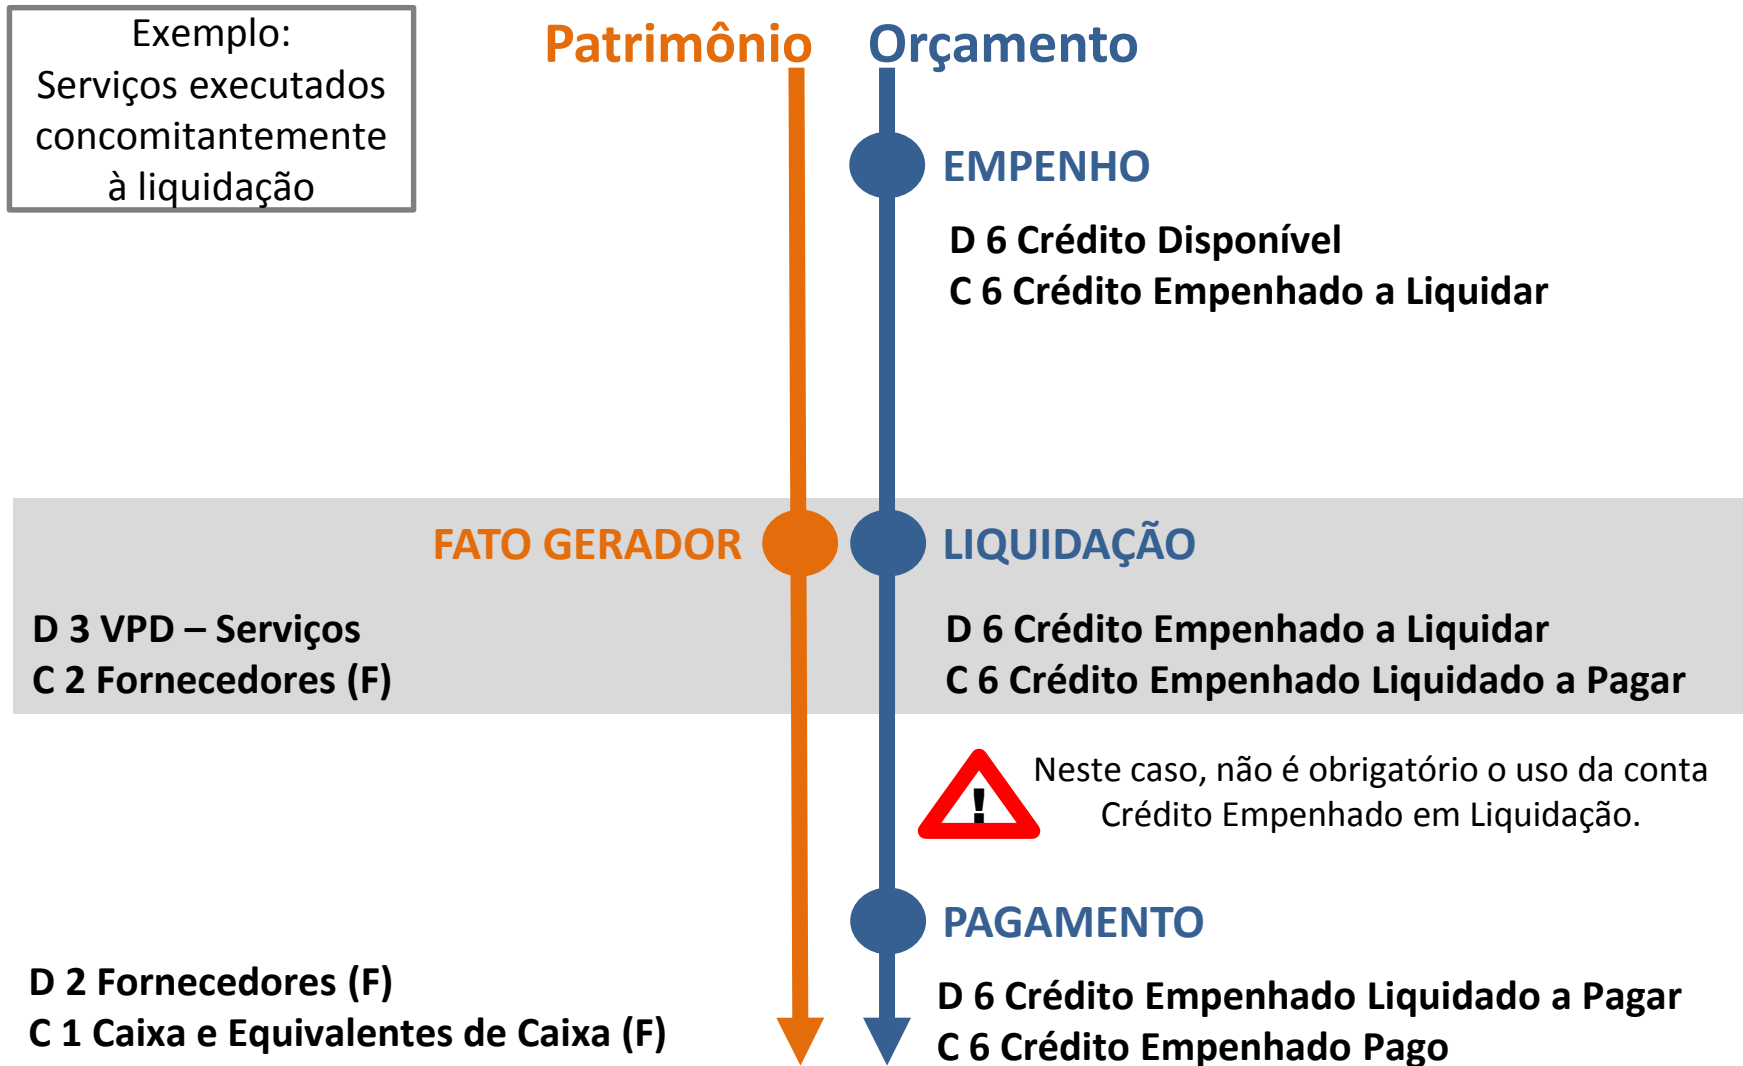 Exemplo:
Serviços executados
concomitantemente
à liquidação
Patrimônio
Orçamento
EMPENHO
D 6 Crédito Disponível
C 6 Crédito Empenhado a Liquidar
FATO GERADOR
LIQUIDAÇÃO
D 3 VPD – Serviços
C 2 Fornecedores (F)
D 6 Crédito Empenhado a Liquidar
C 6 Crédito Empenhado Liquidado a Pagar
!
Neste caso, não é obrigatório o uso da conta
Crédito Empenhado em Liquidação.
PAGAMENTO
D 2 Fornecedores (F)
C 1 Caixa e Equivalentes de Caixa (F)
D 6 Crédito Empenhado Liquidado a Pagar
C 6 Crédito Empenhado Pago